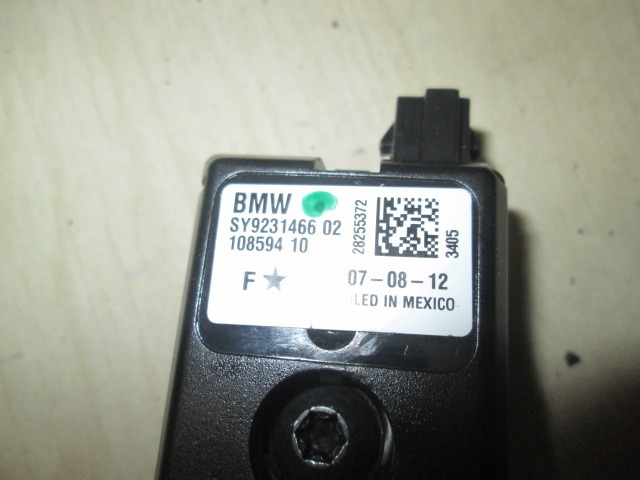 BMW
SY9231466 02
108594 10
F★
28255372
3405
07-08-12
LED IN MEXICO